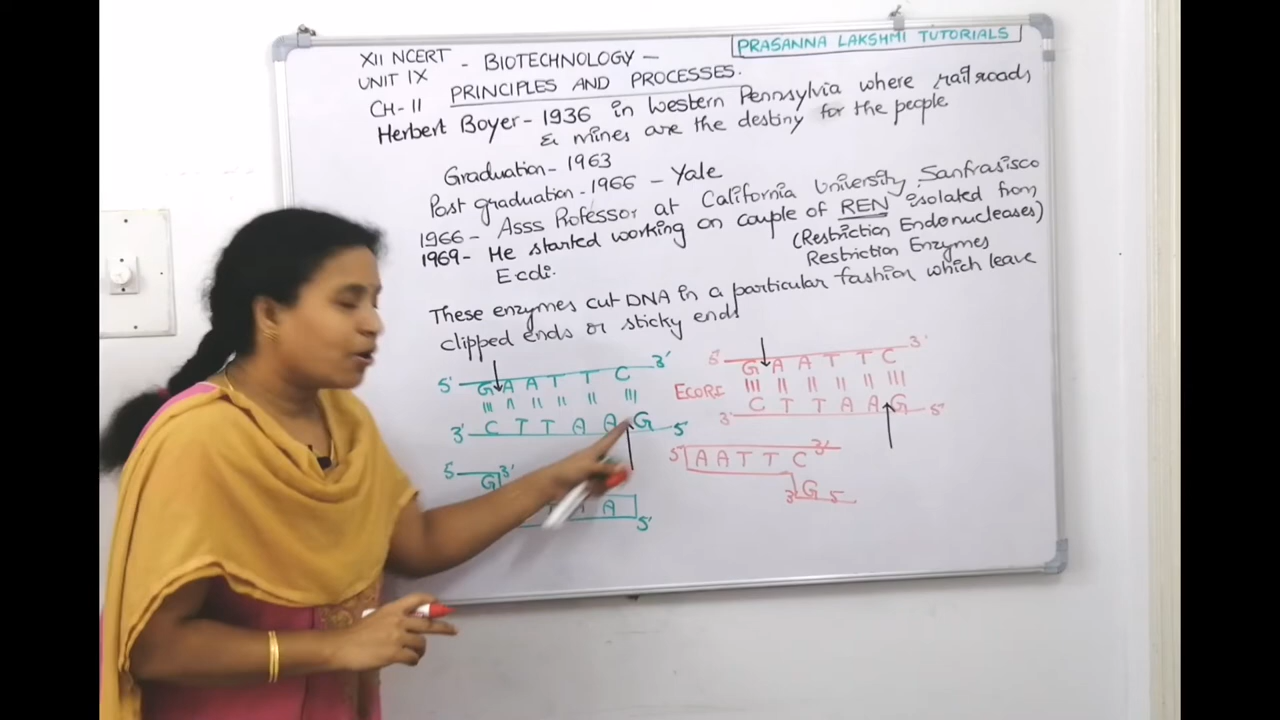 PRASANNA LAKSHMI TUTORIALS
XII NCERT - BIOTECHNOLOGY -
UNIT IX
CH-11 PRINCIPLES AND PROCESSES.
Herbert Boyer - 1936 in Western Pennsylvia where railroads
& mines are the destiny for the people
Graduation - 1963
Post graduation - 1966 - Yale
1966 - Asss Professor at California University, Sanfrasisco
1969 - He started working on couple of REN isolated from
E.coli.
(Restriction Endonucleases)
Restriction Enzymes
These enzymes cut DNA in a particular fashion which leave
clipped ends or sticky ends
5' G A A T T C 3'
3' C T T A A G 5'
5' G 3'
A 5'
5' G A A T T C 3'
ECORI
3' C T T A A G 5'
5' A A T T C 3'
3 G 5